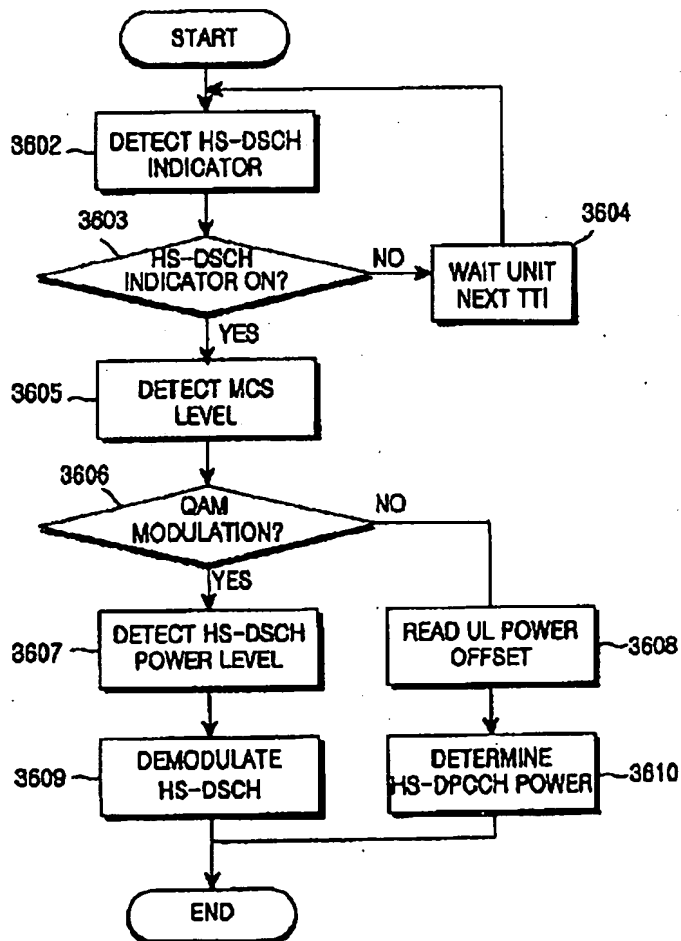 START
3602
DETECT HS-DSCH
INDICATOR
3603
HS-DSCH
INDICATOR ON?
NO
3604
WAIT UNIT
NEXT TTI
YES
3605
DETECT MCS
LEVEL
3606
QAM
MODULATION?
NO
YES
3607
DETECT HS-DSCH
POWER LEVEL
READ UL POWER
OFFSET
3608
3609
DEMODULATE
HS-DSCH
DETERMINE
HS-DPCCH POWER
3610
END